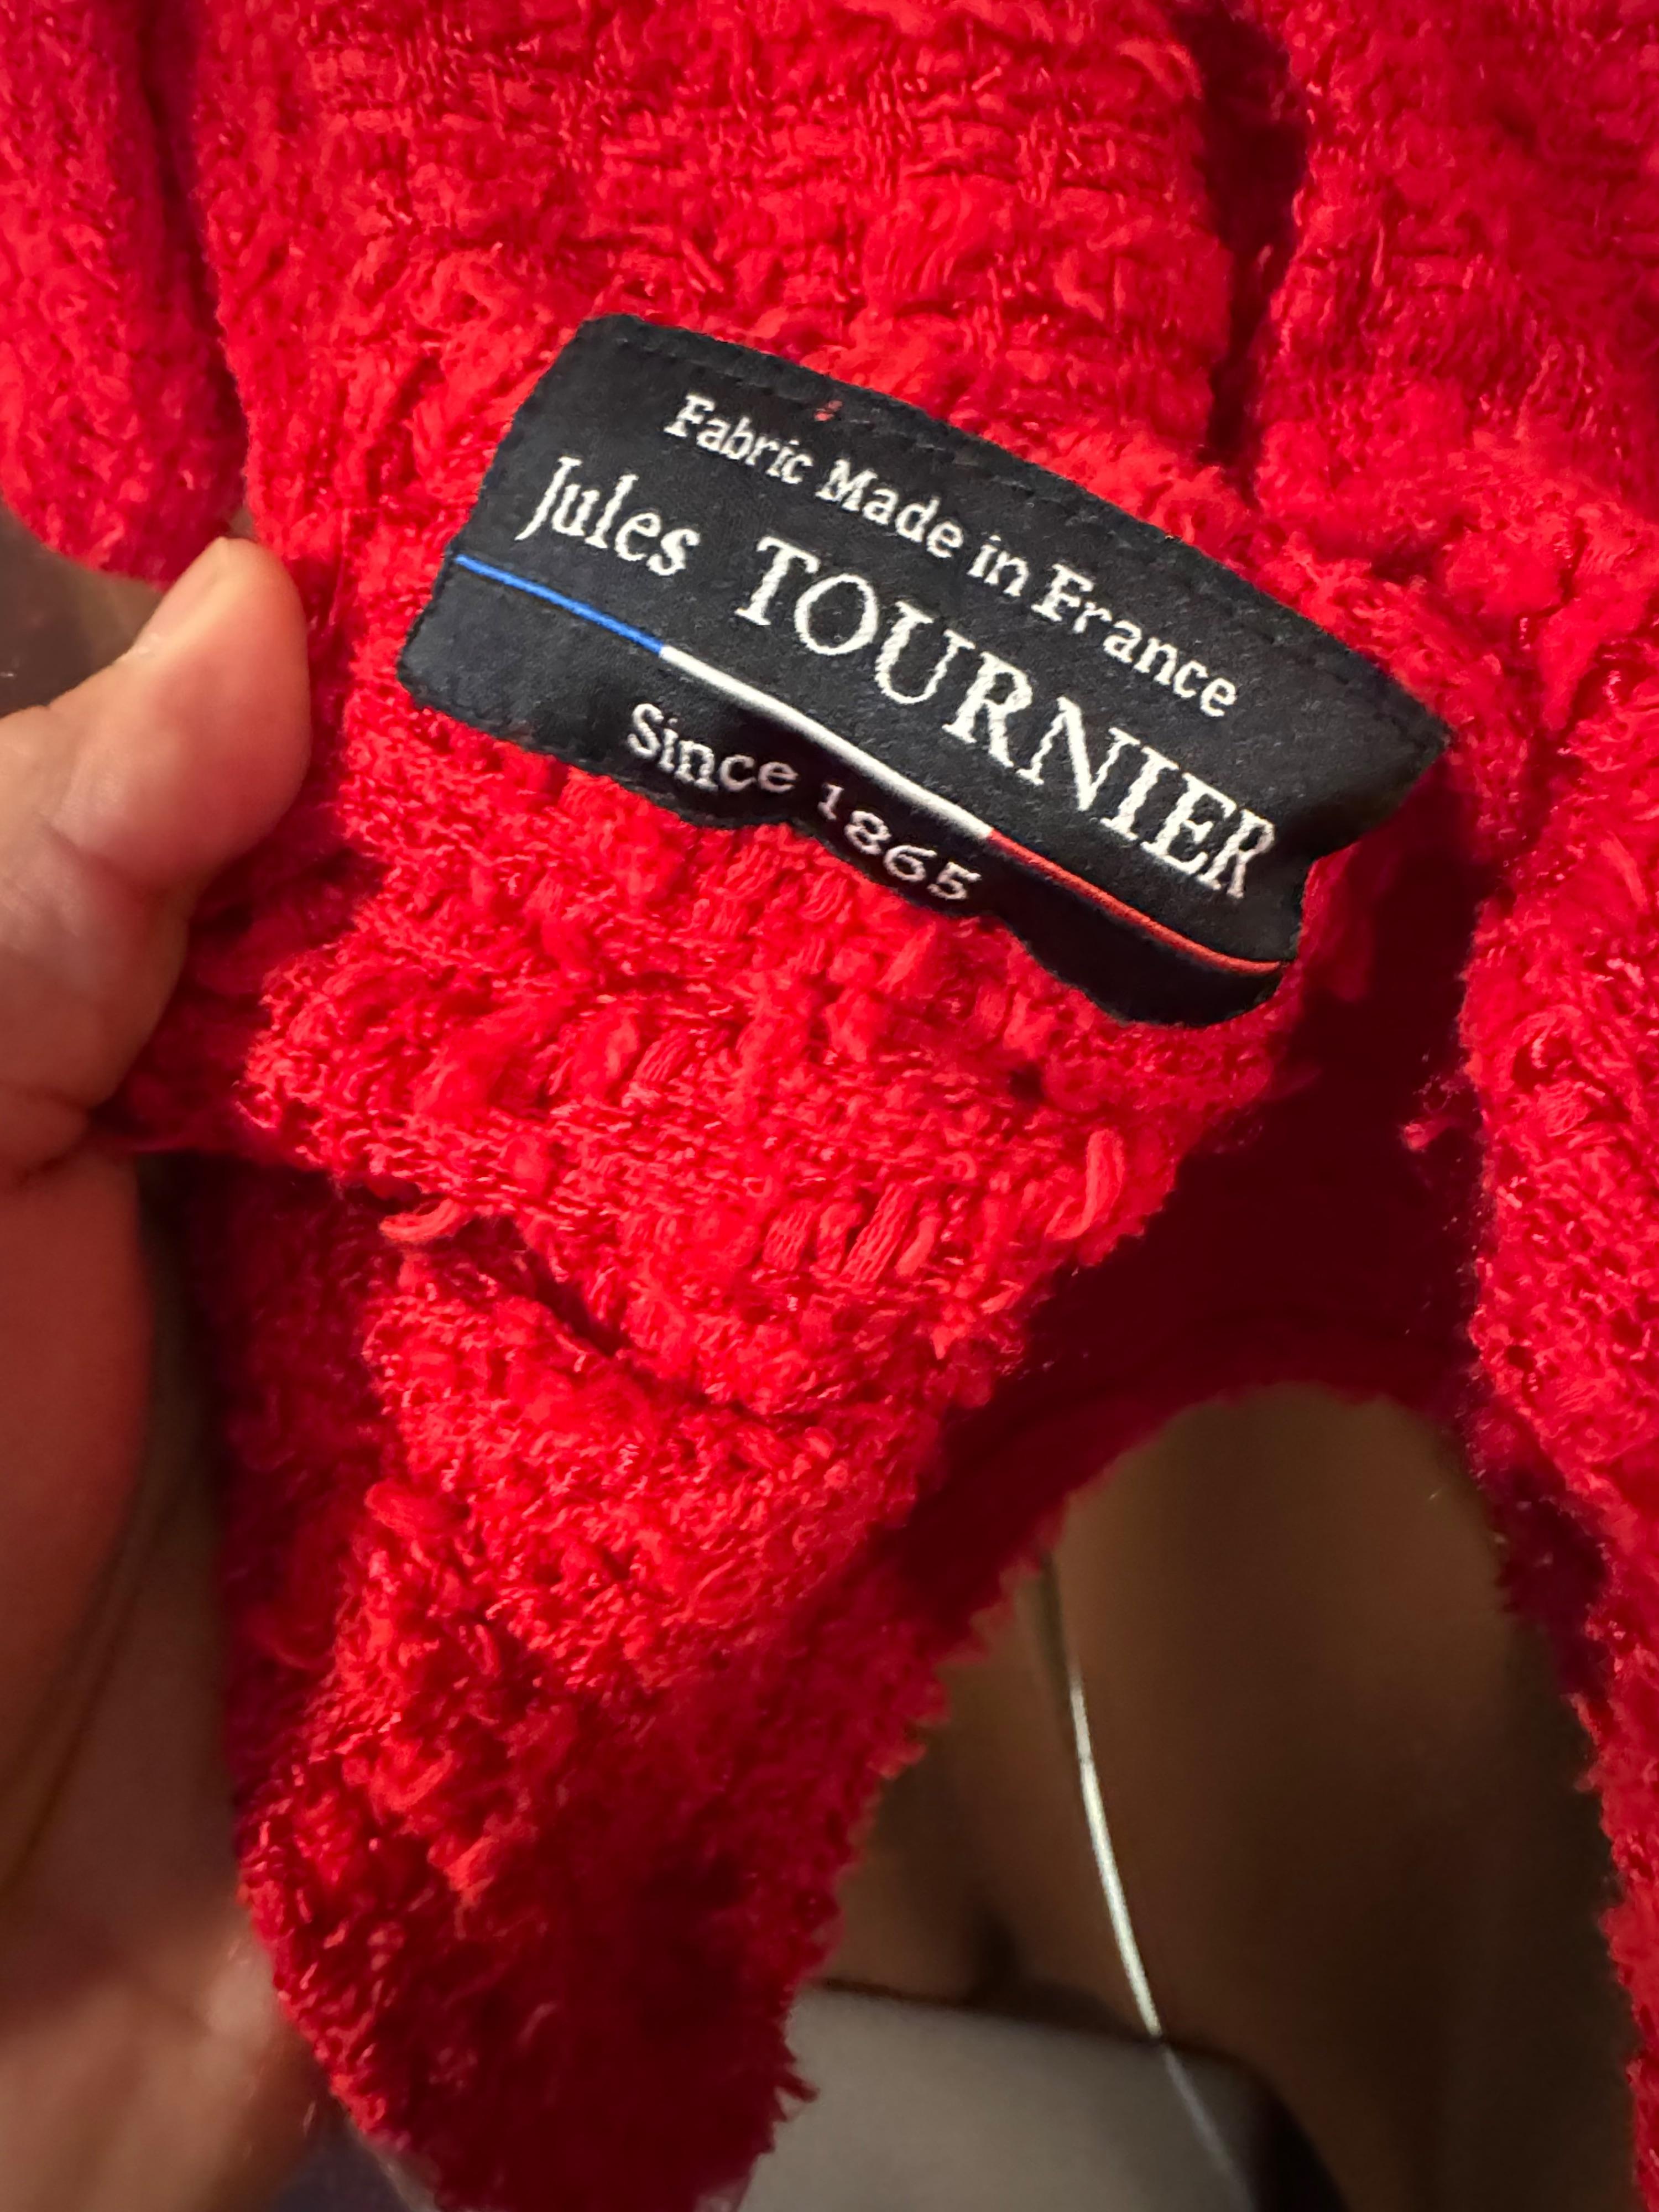 Fabric Made in France
Jules TOURNIER
Since 1865